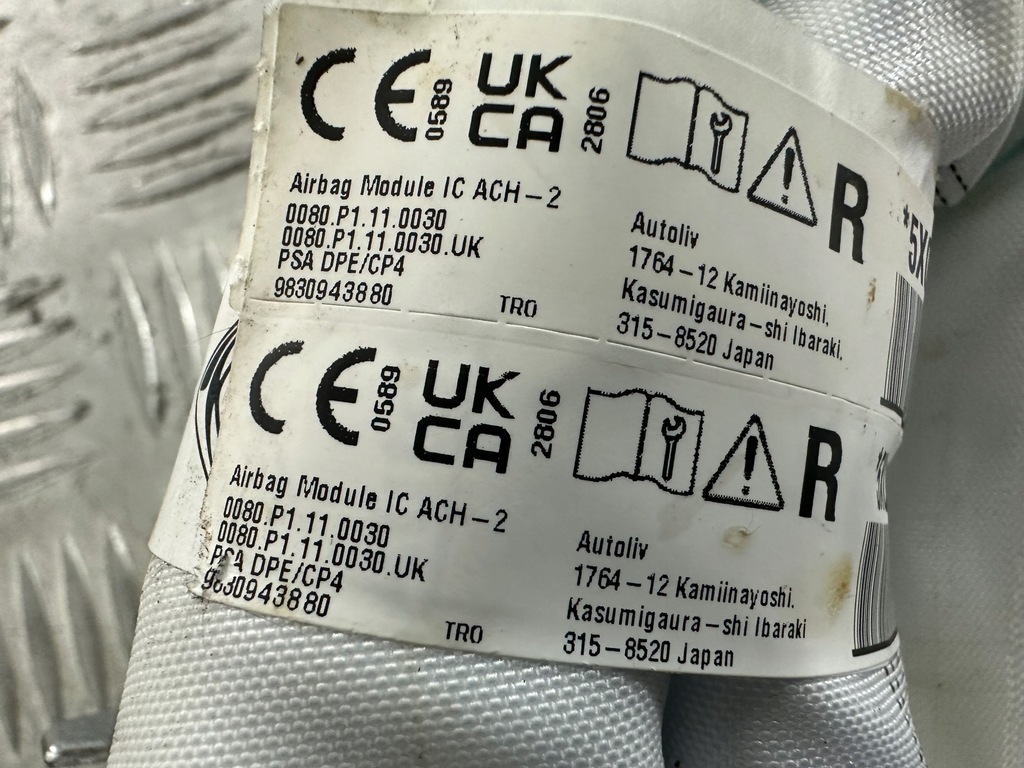 CE 0589 UK CA 2806
R
Airbag Module IC ACH-2
0080.P1.11.0030
0080.P1.11.0030.UK
PSA DPE/CP4
9830943880
TRO
Autoliv
1764-12 Kamiinayoshi,
Kasumigaura-shi Ibaraki,
315-8520 Japan
CE 0589 UK CA 2806
R
Airbag Module IC ACH-2
0080.P1.11.0030
0080.P1.11.0030.UK
PSA DPE/CP4
9830943880
TRO
Autoliv
1764-12 Kamiinayoshi,
Kasumigaura-shi Ibaraki
315-8520 Japan